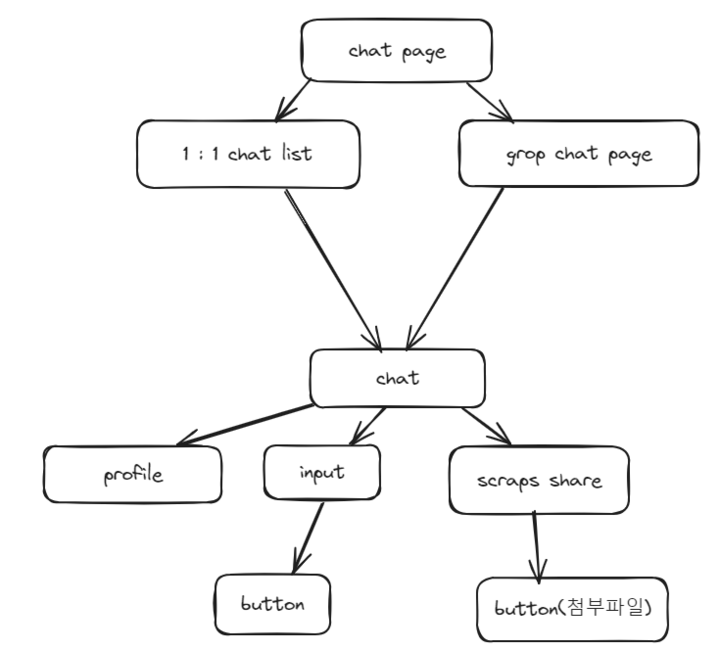 chat page
1 : 1 chat list
grop chat page
chat
profile
input
scraps share
button
button(첨부파일)